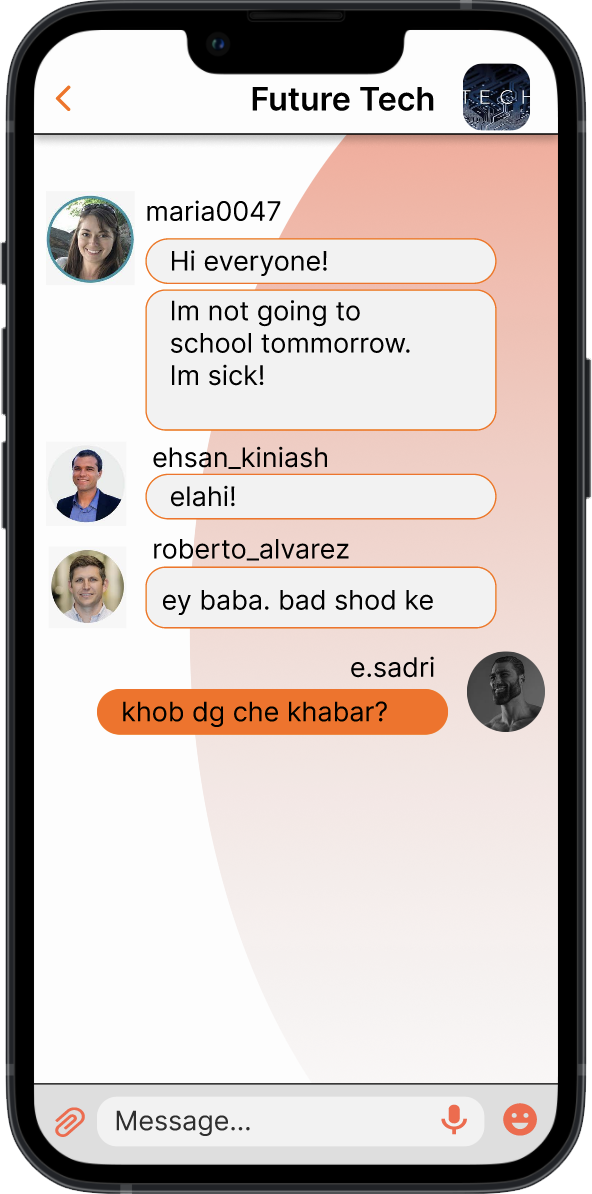 Future Tech
TECH
maria0047
Hi everyone!
Im not going to
school tommorrow.
Im sick!
ehsan_kiniash
elahi!
roberto_alvarez
ey baba. bad shod ke
e.sadri
khob dg che khabar?
Message...